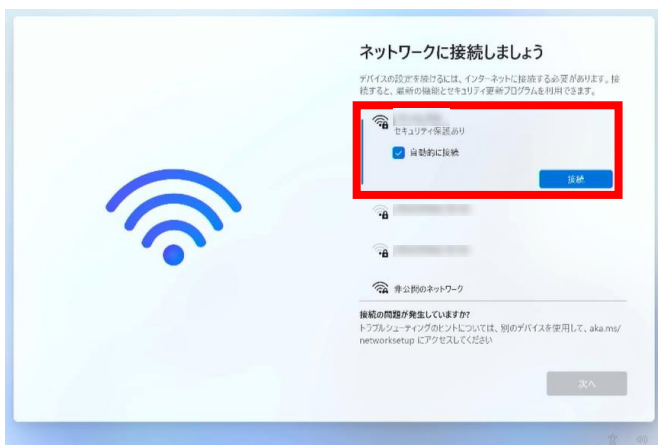 ネットワークに接続しましょう
デバイスの設定を続けるには、インターネットに接続する必要があります。接
続すると、最新の機能とセキュリティ更新プログラムを利用できます。
セキュリティ保護あり
自動的に接続
接続
非公開のネットワーク
接続の問題が発生していますか?
トラブルシューティングのヒントについては、別のデバイスを使用して、aka.ms/
networksetup にアクセスしてください
次へ